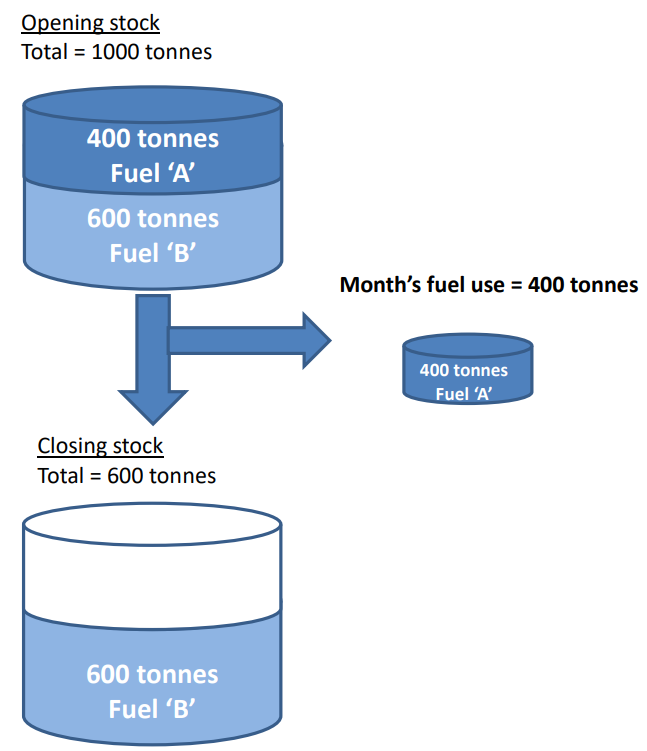 Opening stock
Total = 1000 tonnes
400 tonnes
Fuel ‘A’
600 tonnes
Fuel ‘B’
Month’s fuel use = 400 tonnes
400 tonnes
Fuel ‘A’
Closing stock
Total = 600 tonnes
600 tonnes
Fuel ‘B’